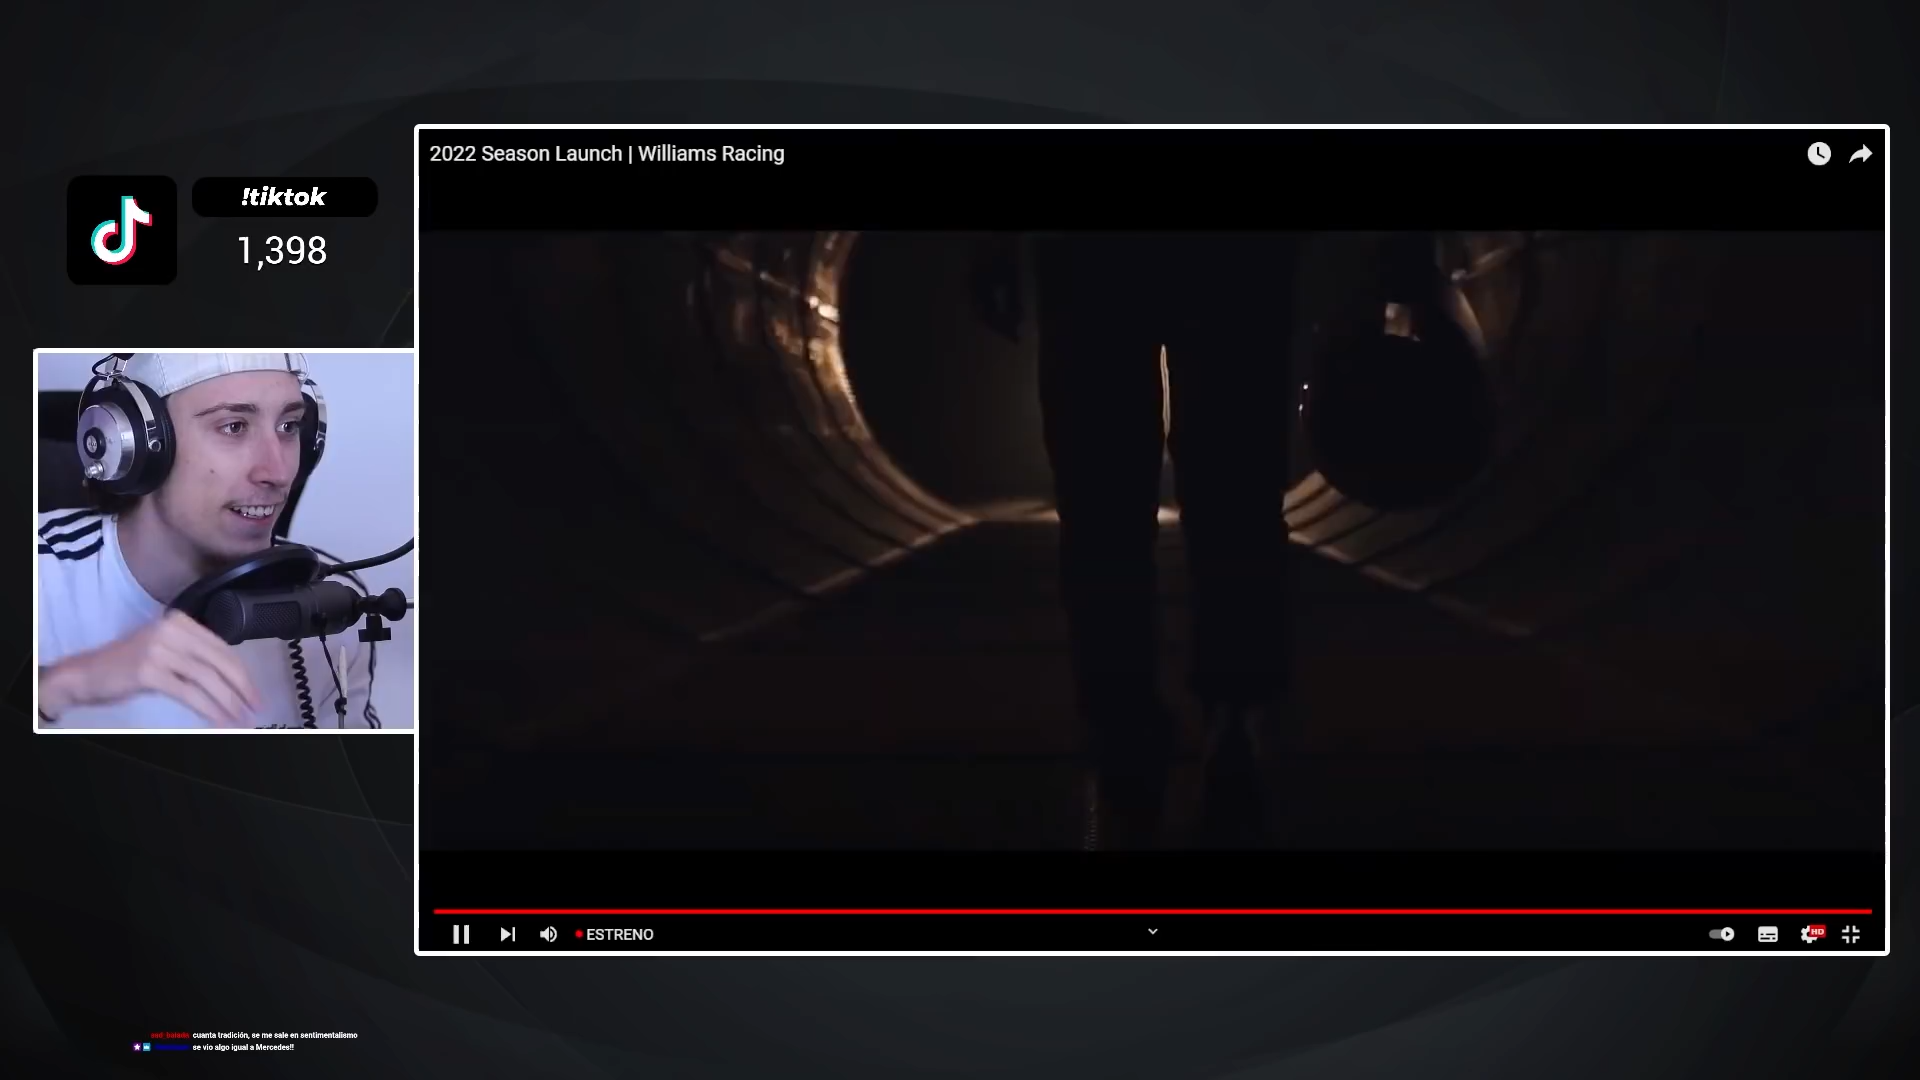 2022 Season Launch | Williams Racing
!tiktok
1,398
ESTRENO
HD
cuanta tradición, se me sale en sentimentalismo
se vio algo igual a Mercedes!!